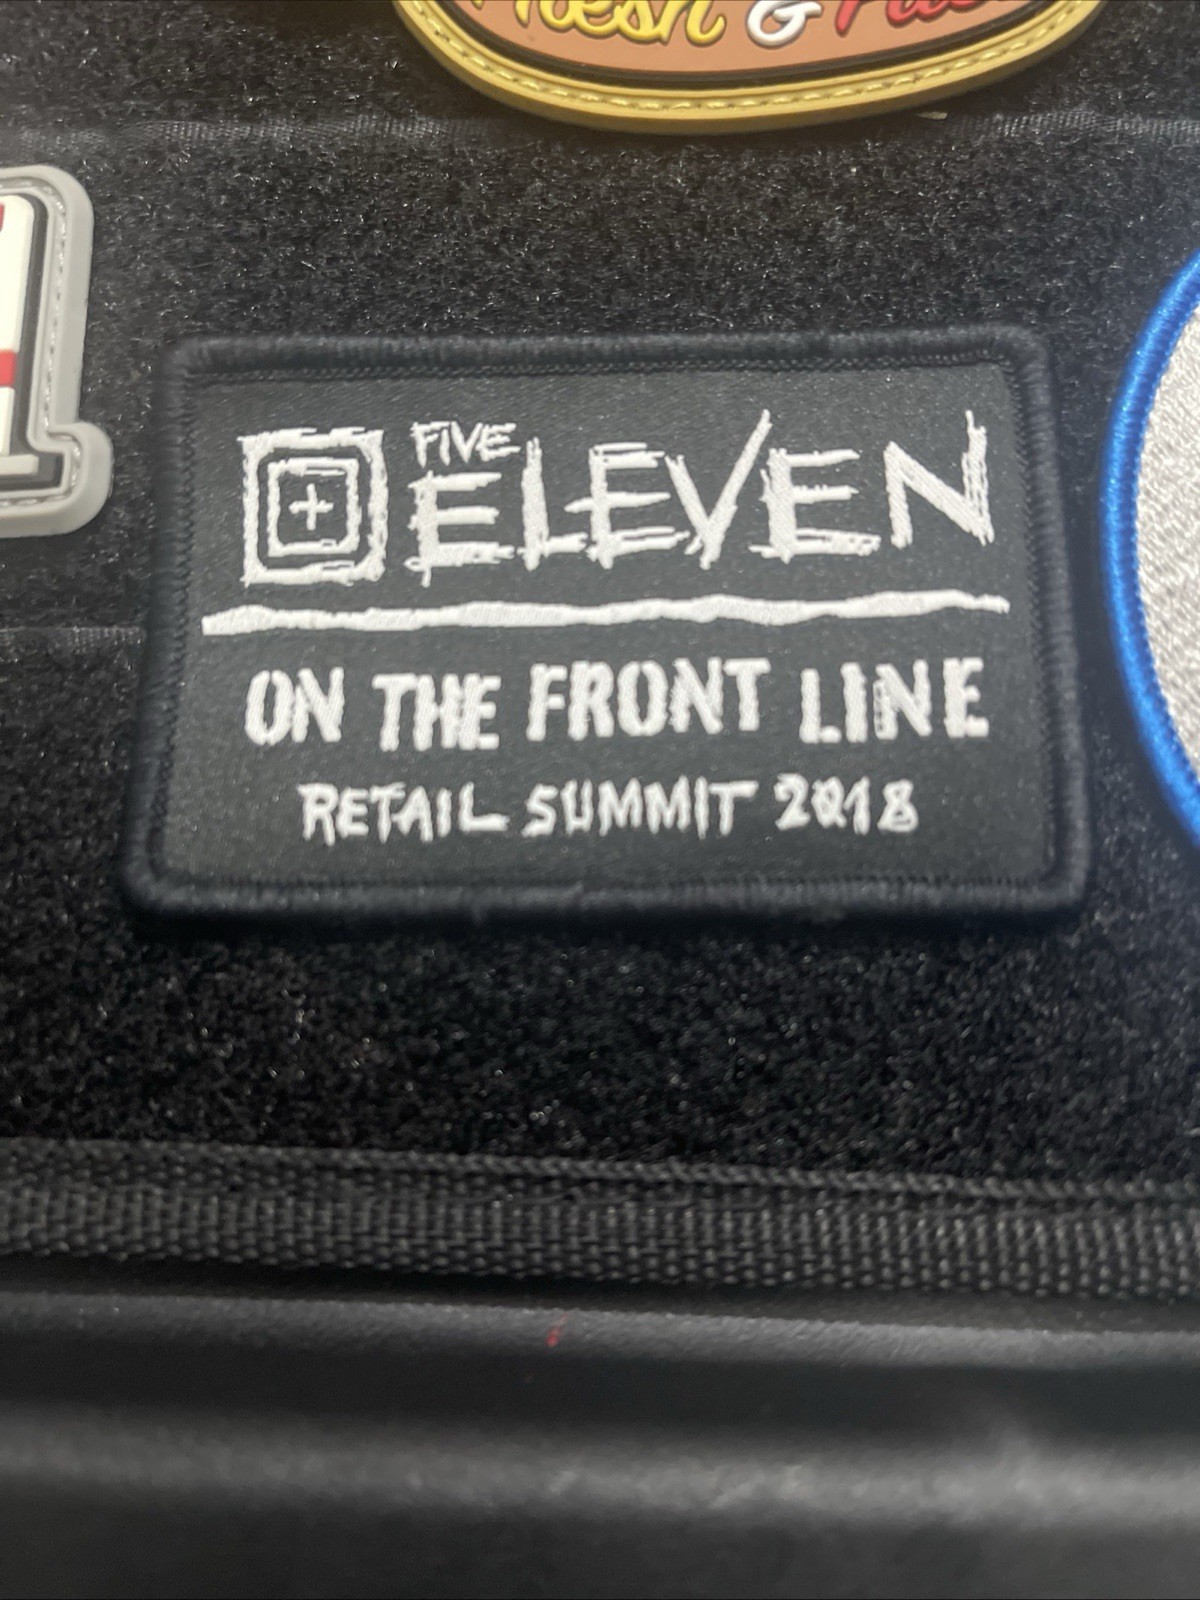 &
FIVE
ELEVEN
ON THE FRONT LINE
RETAIL SUMMIT 2018